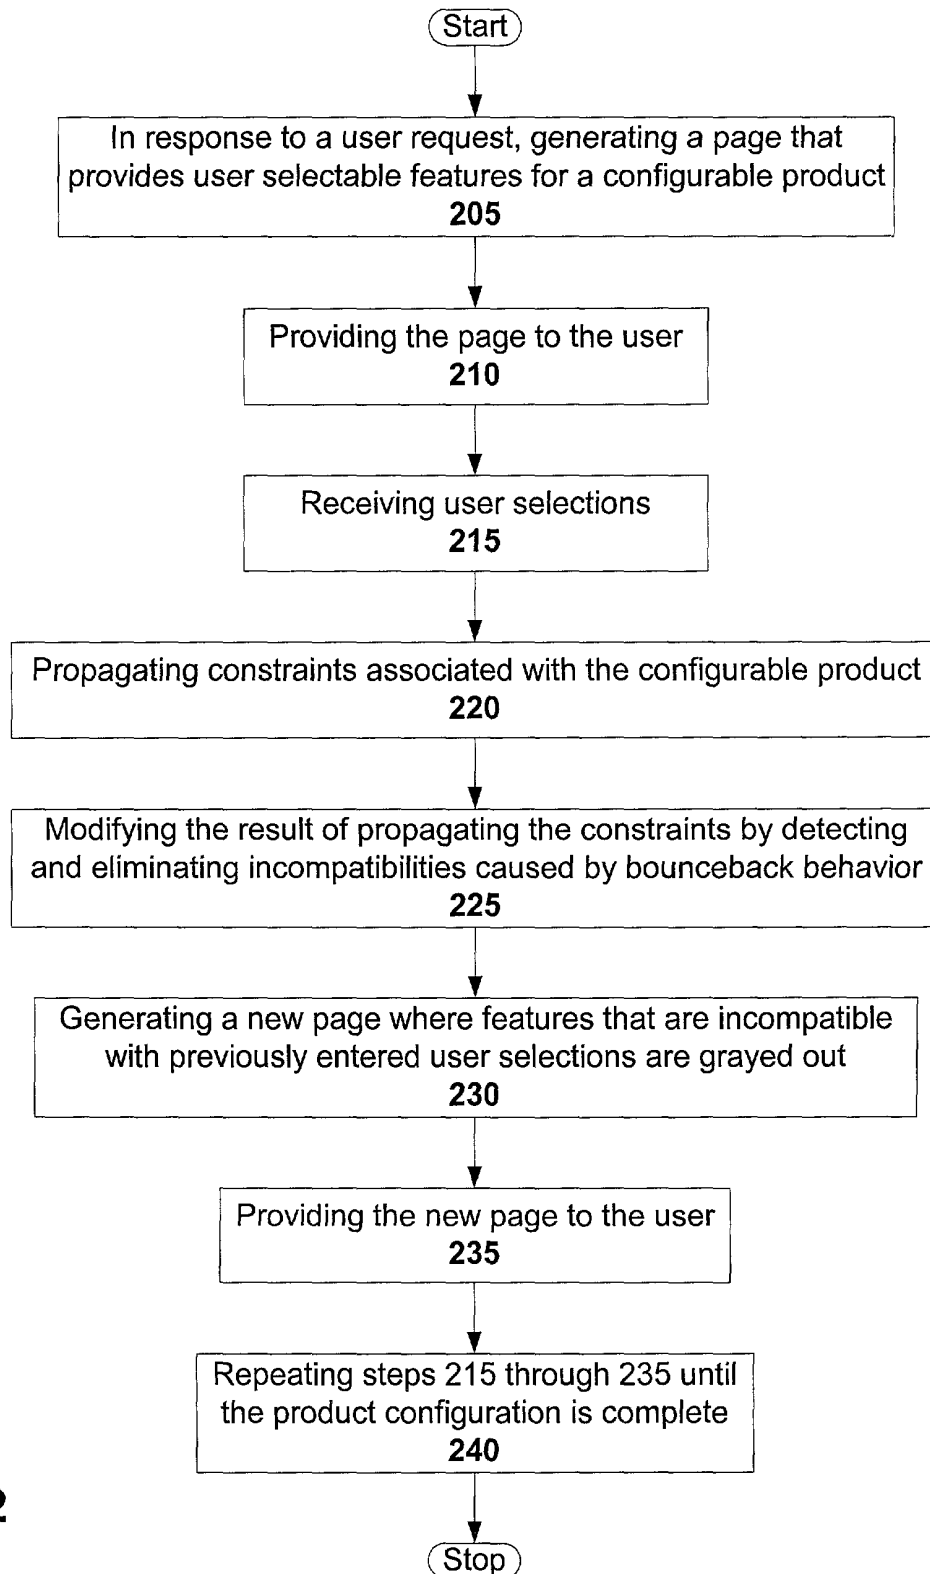 Start
In response to a user request, generating a page that
provides user selectable features for a configurable product
205
Providing the page to the user
210
Receiving user selections
215
Propagating constraints associated with the configurable product
220
Modifying the result of propagating the constraints by detecting
and eliminating incompatibilities caused by bounceback behavior
225
Generating a new page where features that are incompatible
with previously entered user selections are grayed out
230
Providing the new page to the user
235
Repeating steps 215 through 235 until
the product configuration is complete
240
2
Stop